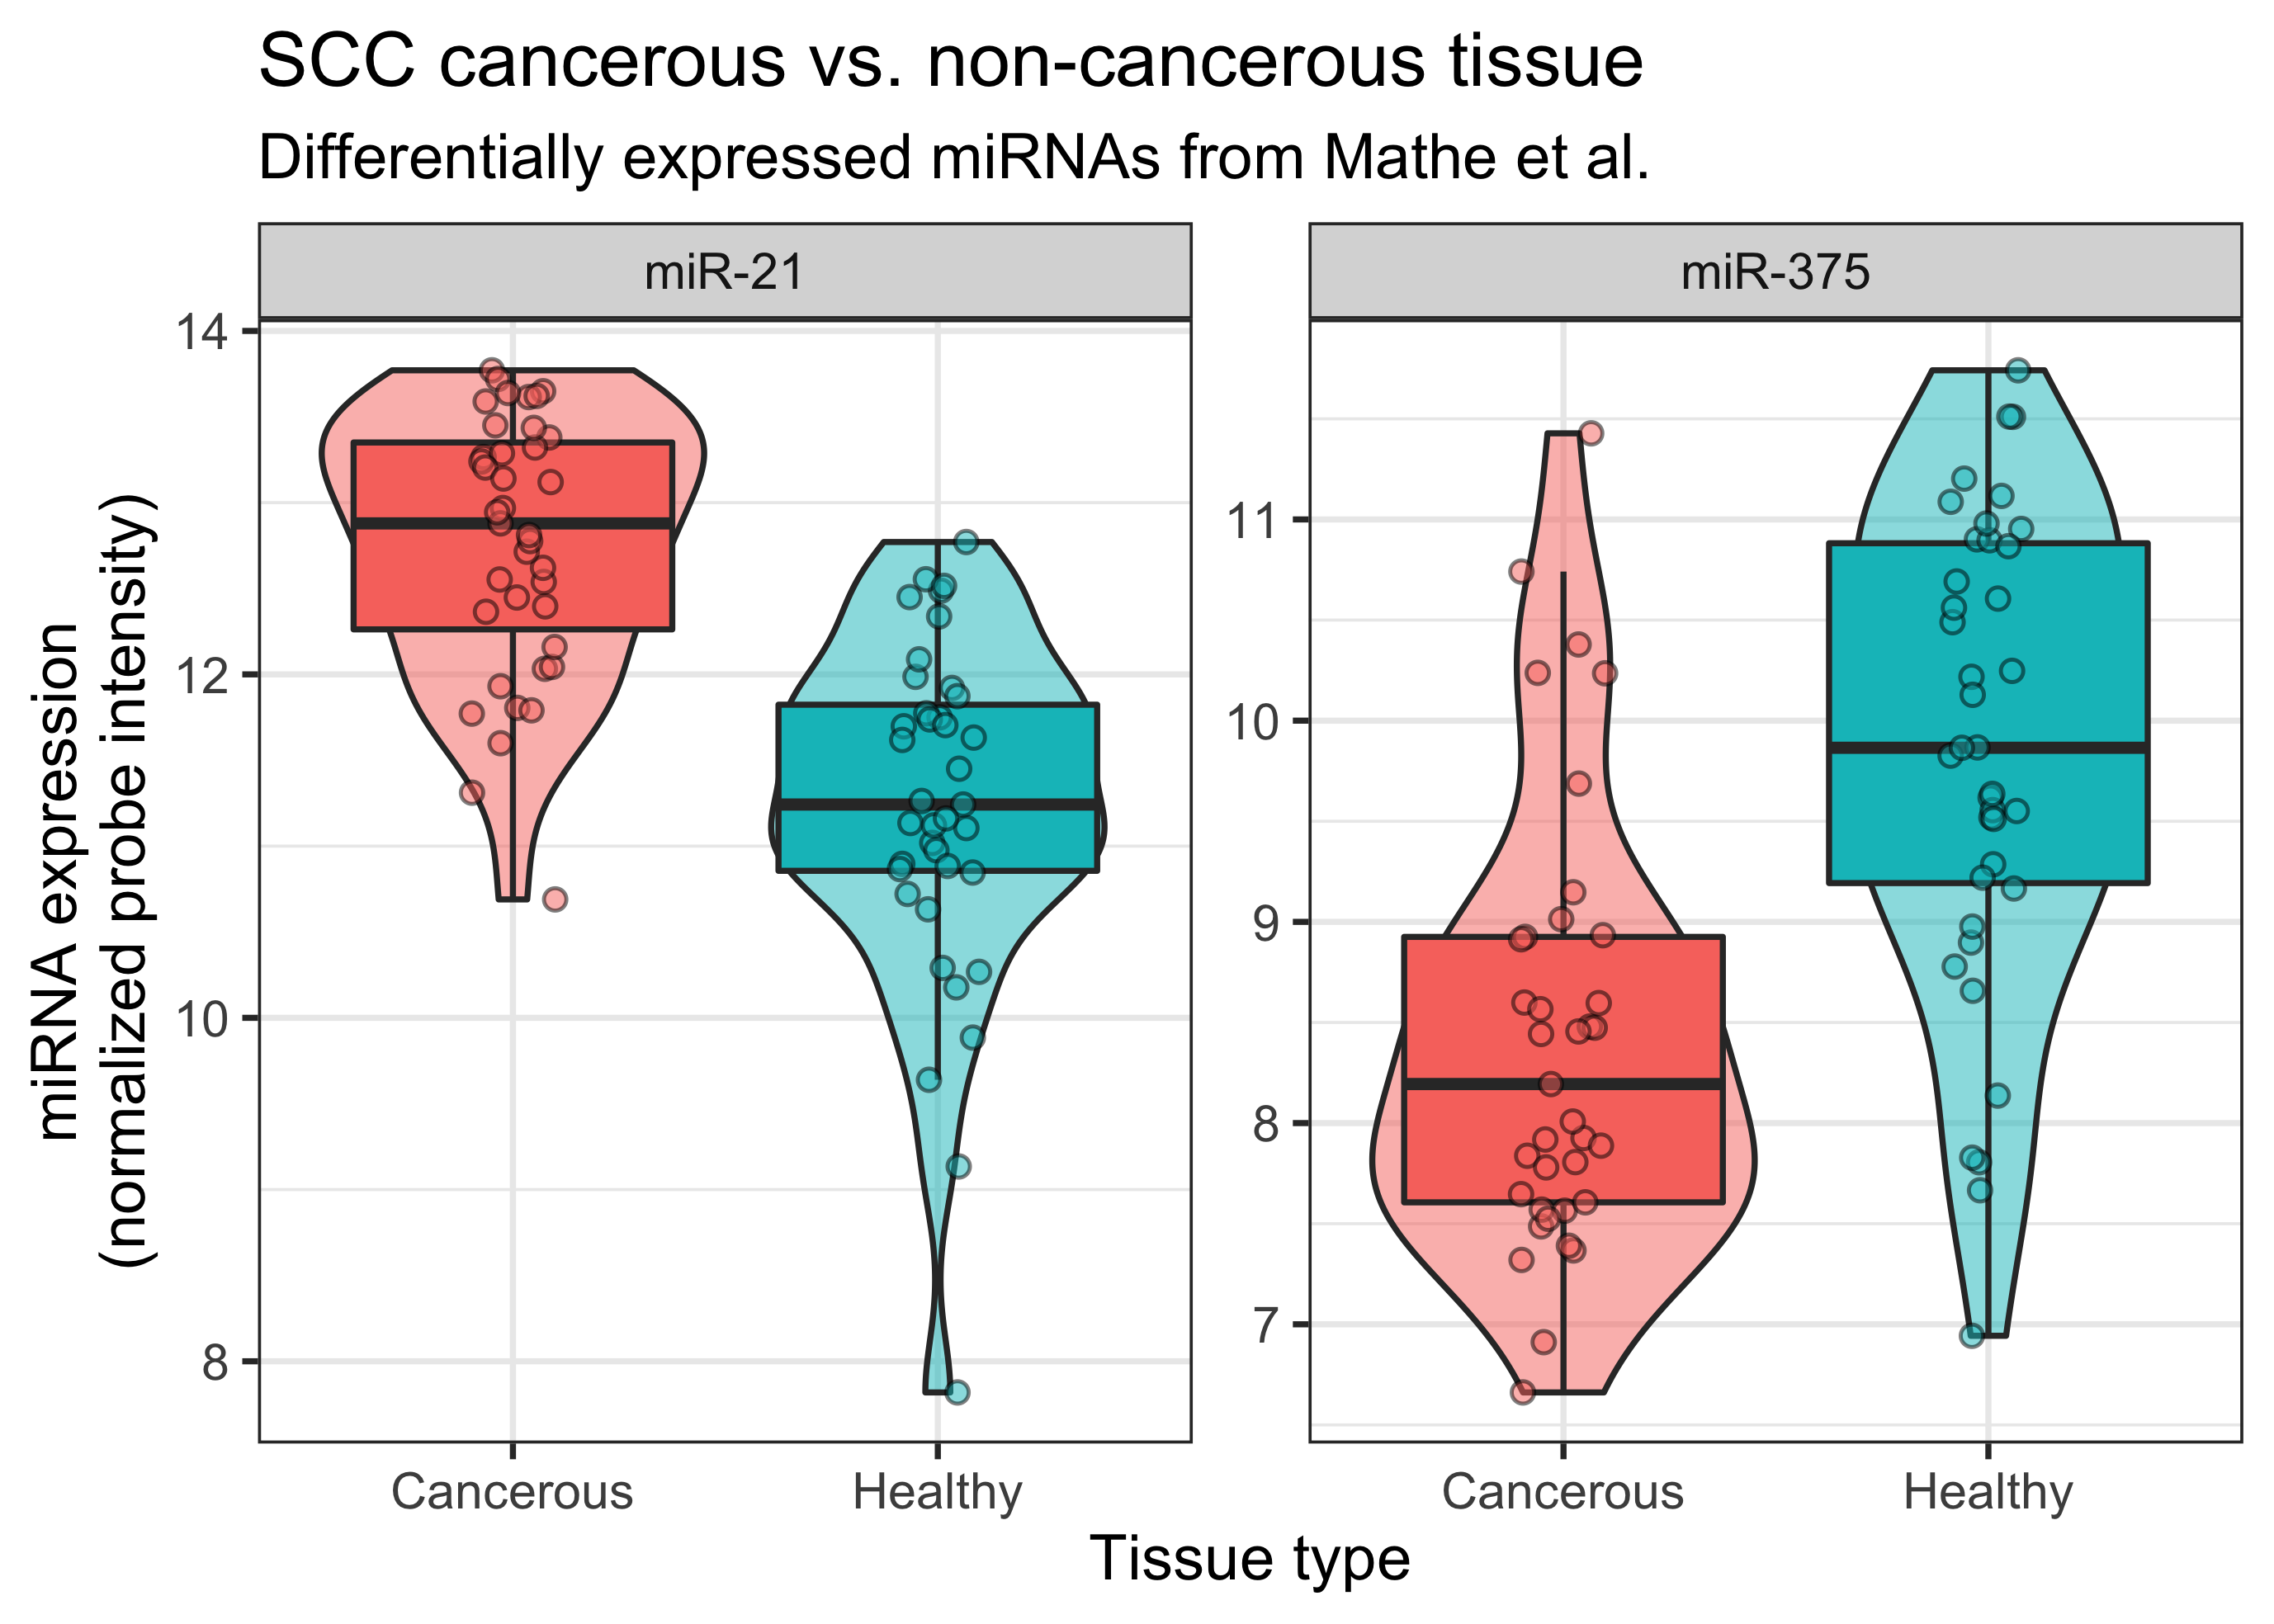 SCC cancerous vs. non-cancerous tissue
Differentially expressed miRNAs from Mathe et al.
miR-21
miR-375
miRNA expression
(normalized probe intensity)
14
12
10
8
11
10
9
8
7
Cancerous
Healthy
Cancerous
Healthy
Tissue type